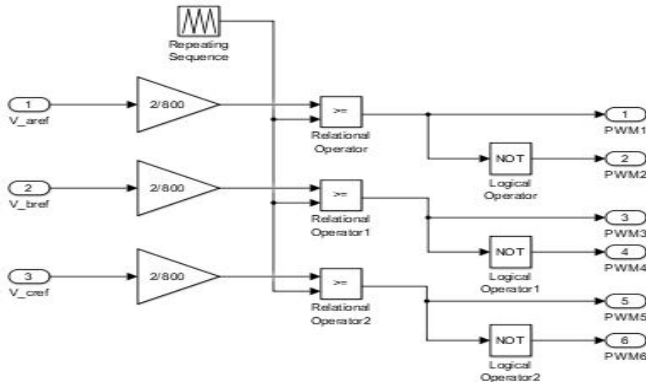 Repeating
Sequence
1
V_aref
2/800
>=
Relational
Operator
1
PWM1
NOT
Logical
Operator
2
PWM2
2
V_bref
2/800
>=
Relational
Operator1
3
PWM3
NOT
Logical
Operator1
4
PWM4
3
V_cref
2/800
>=
Relational
Operator2
5
PWM5
NOT
Logical
Operator2
6
PWM6